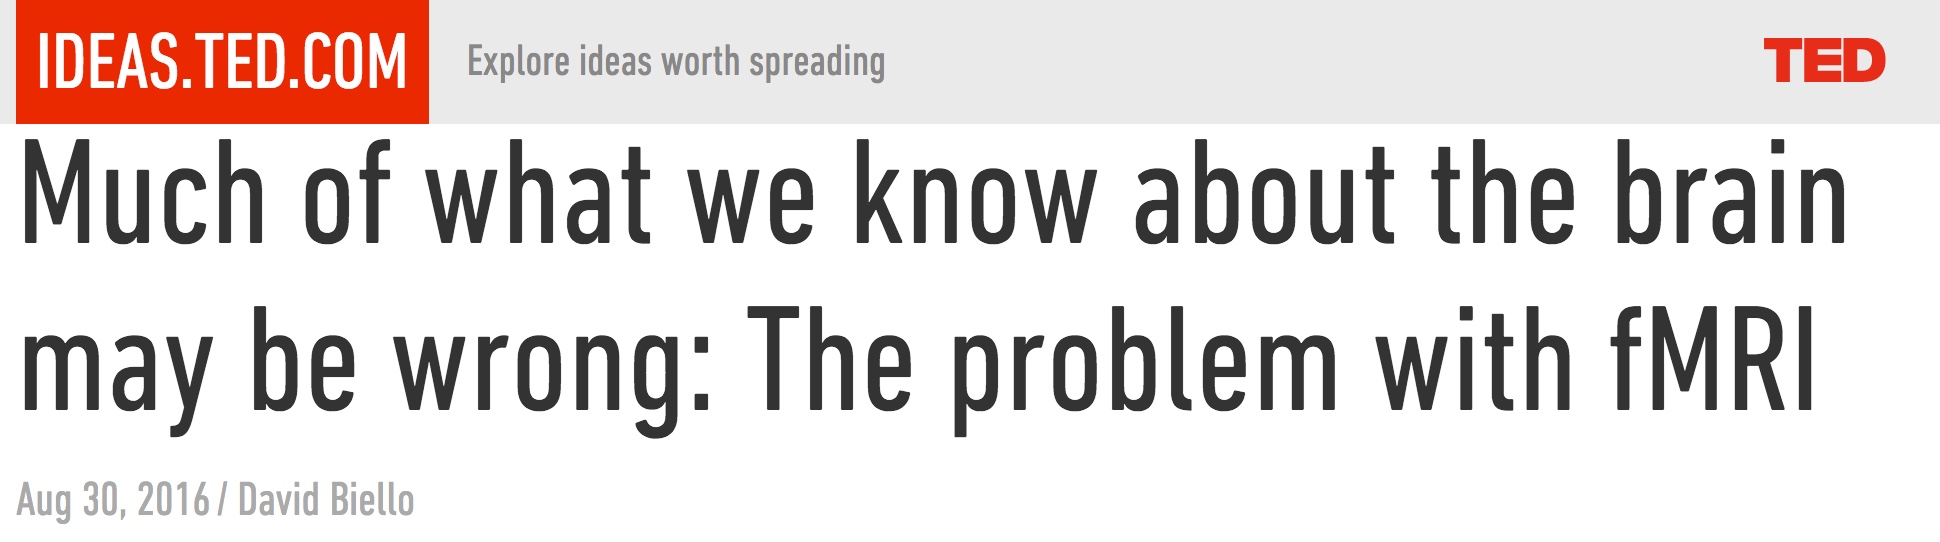 IDEAS.TED.COM
Explore ideas worth spreading
TED
Much of what we know about the brain
may be wrong: The problem with fMRI
Aug 30, 2016 / David Biello